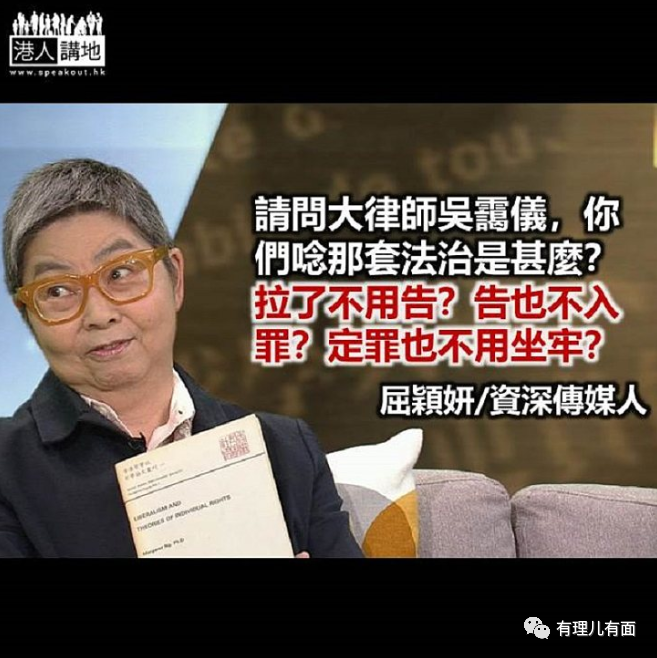 港人講地
www.speakout.hk
請問大律師吳靄儀，你
們唸那套法治是甚麼？
拉了不用告？告也不入
罪？定罪也不用坐牢？
屈穎妍/資深傳媒人
LIBERALISM AND
THEORIES OF INDIVIDUAL RIGHTS
Margaret Ng, Ph.D
有理儿有面